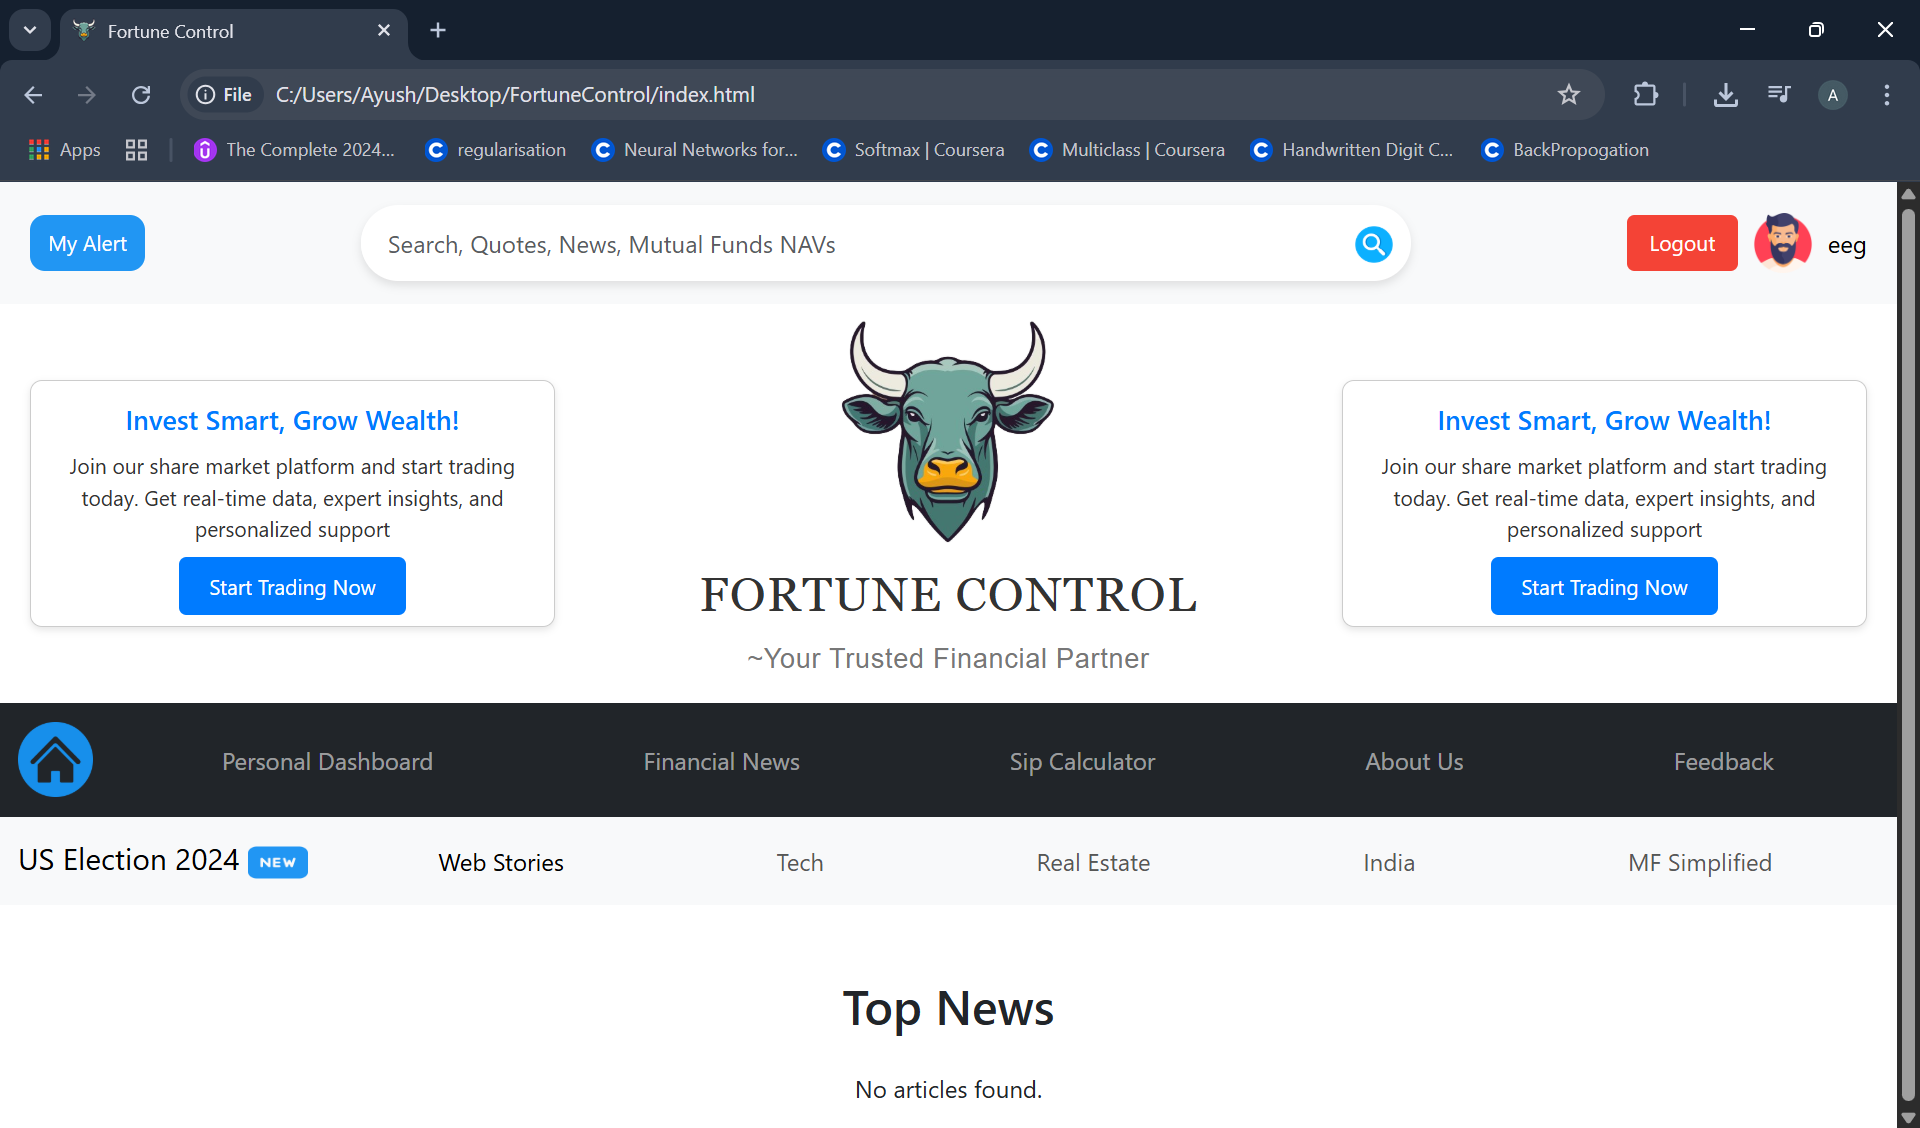 Fortune Control
File C:/Users/Ayush/Desktop/FortuneControl/index.html
A
Apps The Complete 2024... regularisation Neural Networks for... Softmax | Coursera Multiclass | Coursera Handwritten Digit C... BackPropogation
My Alert Search, Quotes, News, Mutual Funds NAVs Logout eeg
Invest Smart, Grow Wealth!
Join our share market platform and start trading
today. Get real-time data, expert insights, and
personalized support
Start Trading Now
FORTUNE CONTROL
~Your Trusted Financial Partner
Invest Smart, Grow Wealth!
Join our share market platform and start trading
today. Get real-time data, expert insights, and
personalized support
Start Trading Now
Personal Dashboard Financial News Sip Calculator About Us Feedback
US Election 2024 NEW Web Stories Tech Real Estate India MF Simplified
Top News
No articles found.